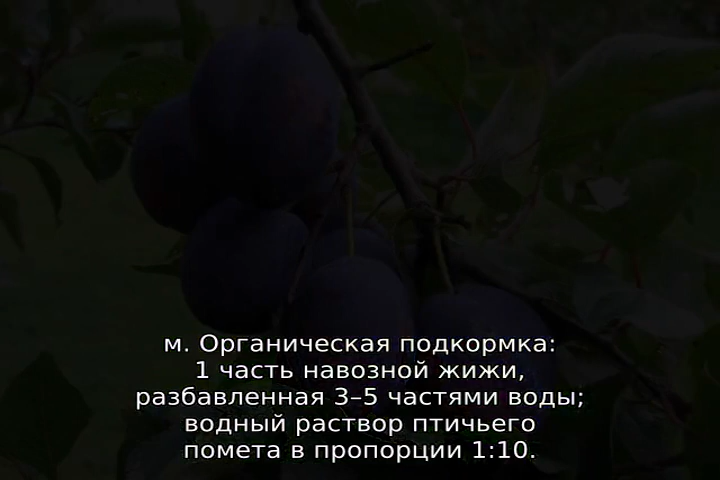 м. Органическая подкормка:
1 часть навозной жижи,
разбавленная 3–5 частями воды;
водный раствор птичьего
помета в пропорции 1:10.